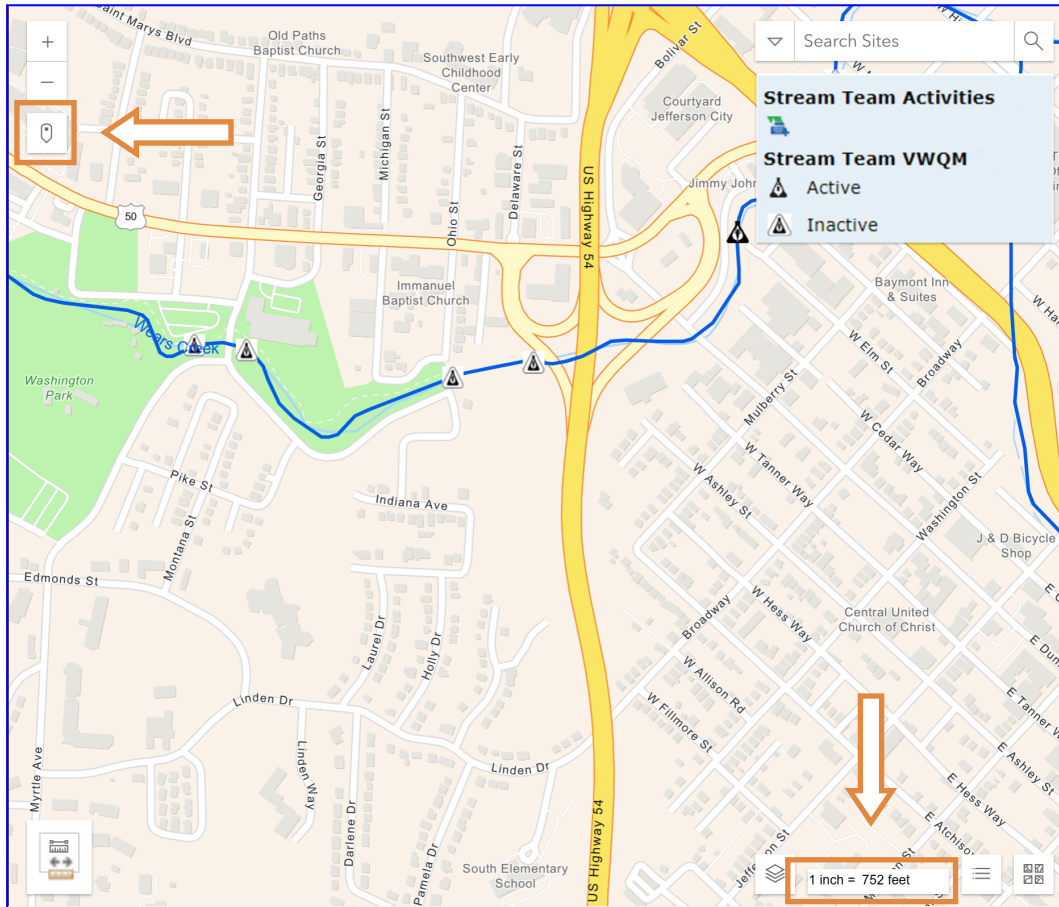 Saint Marys Blvd
Old Paths
Baptist Church
Southwest Early
Childhood
Center
Bolivar St
Search Sites
Stream Team Activities
Stream Team VWQM
Active
Inactive
Courtyard
Jefferson City
Georgia St
Michigan St
Delaware St
Ohio St
US Highway 54
Jimmy John
50
Immanuel
Baptist Church
Baymont Inn
& Suites
W Elm St
Broadway
Wears Creek
Washington
Park
Mulberry St
W Cedar Way
W Tanner Way
W Ashley St
Washington St
Pike St
Indiana Ave
Montana St
J & D Bicycle
Shop
Edmonds St
W Hess Way
Broadway
Central United
Church of Christ
Laurel Dr
Holly Dr
W Allison Rd
W Fillmore St
E Tanner W
E Ashley St
Linden Dr
Linden Way
Linden Dr
Myrtle Ave
E Hess Way
E Atchiso
Darlene Dr
Pamela Dr
South Elementary
School
US Highway 54
1 inch = 752 feet